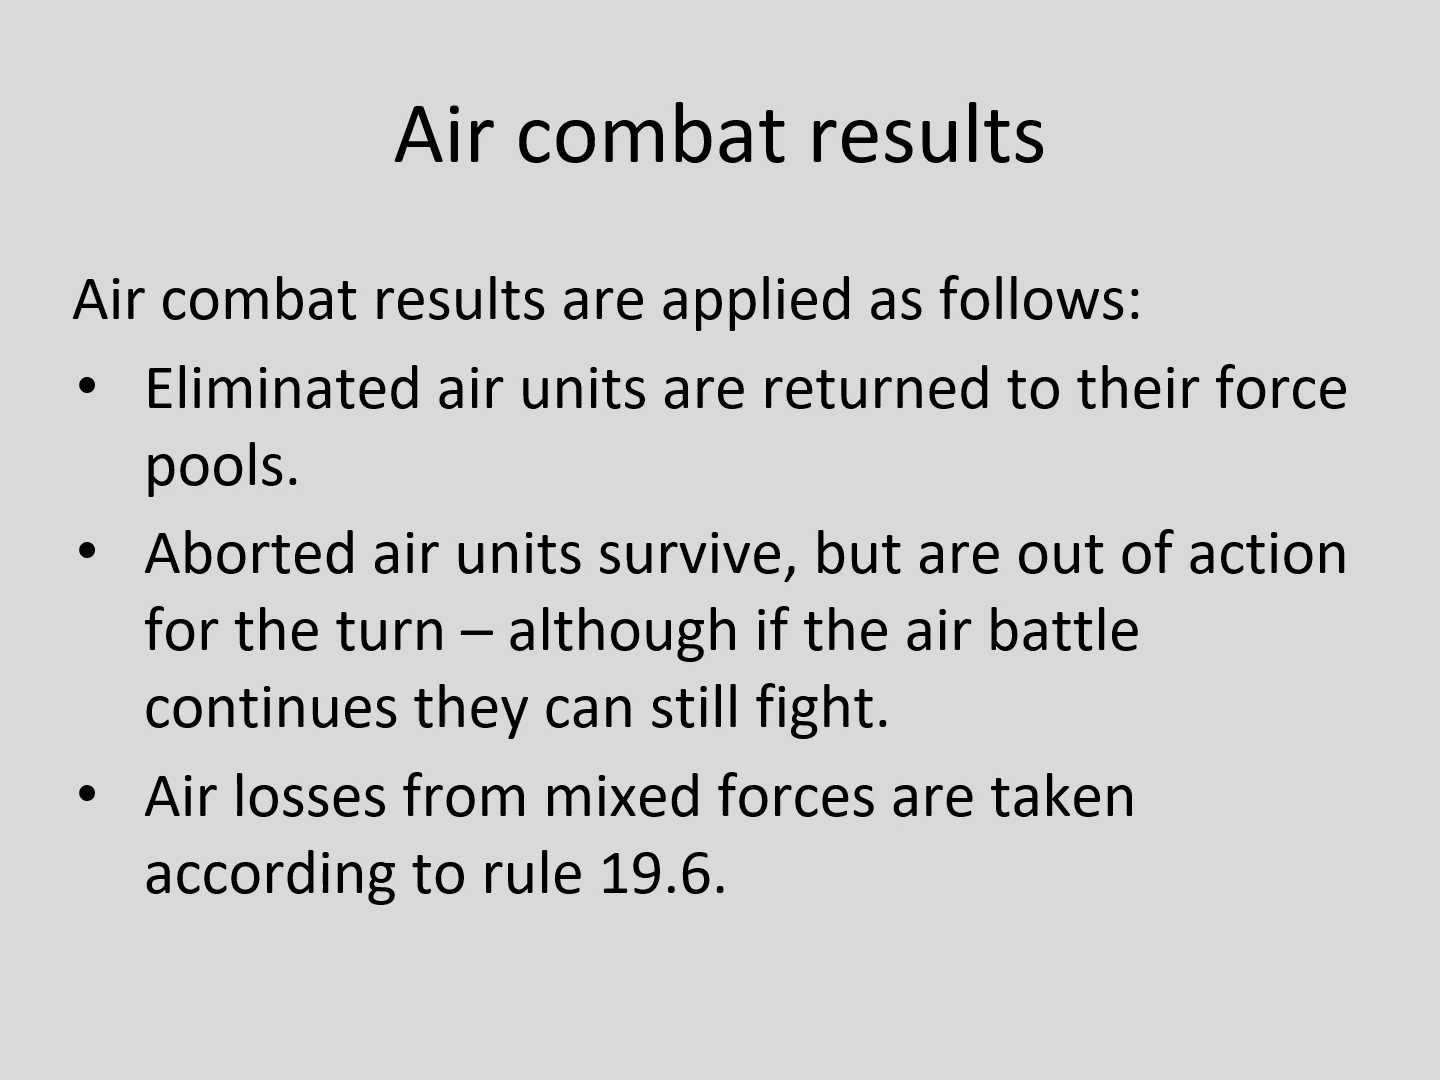 Air combat results
Air combat results are applied as follows:
• Eliminated air units are returned to their force
pools.
• Aborted air units survive, but are out of action
for the turn – although if the air battle
continues they can still fight.
• Air losses from mixed forces are taken
according to rule 19.6.